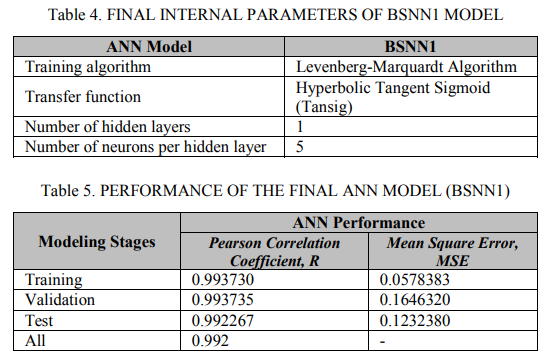 Table 4. FINAL INTERNAL PARAMETERS OF BSNN1 MODEL
ANN Model BSNN1
Training algorithm Levenberg-Marquardt Algorithm
Transfer function Hyperbolic Tangent Sigmoid
(Tansig)
Number of hidden layers 1
Number of neurons per hidden layer 5
Table 5. PERFORMANCE OF THE FINAL ANN MODEL (BSNN1)
Modeling Stages ANN Performance
Pearson Correlation Mean Square Error,
Coefficient, R MSE
Training 0.993730 0.0578383
Validation 0.993735 0.1646320
Test 0.992267 0.1232380
All 0.992 -